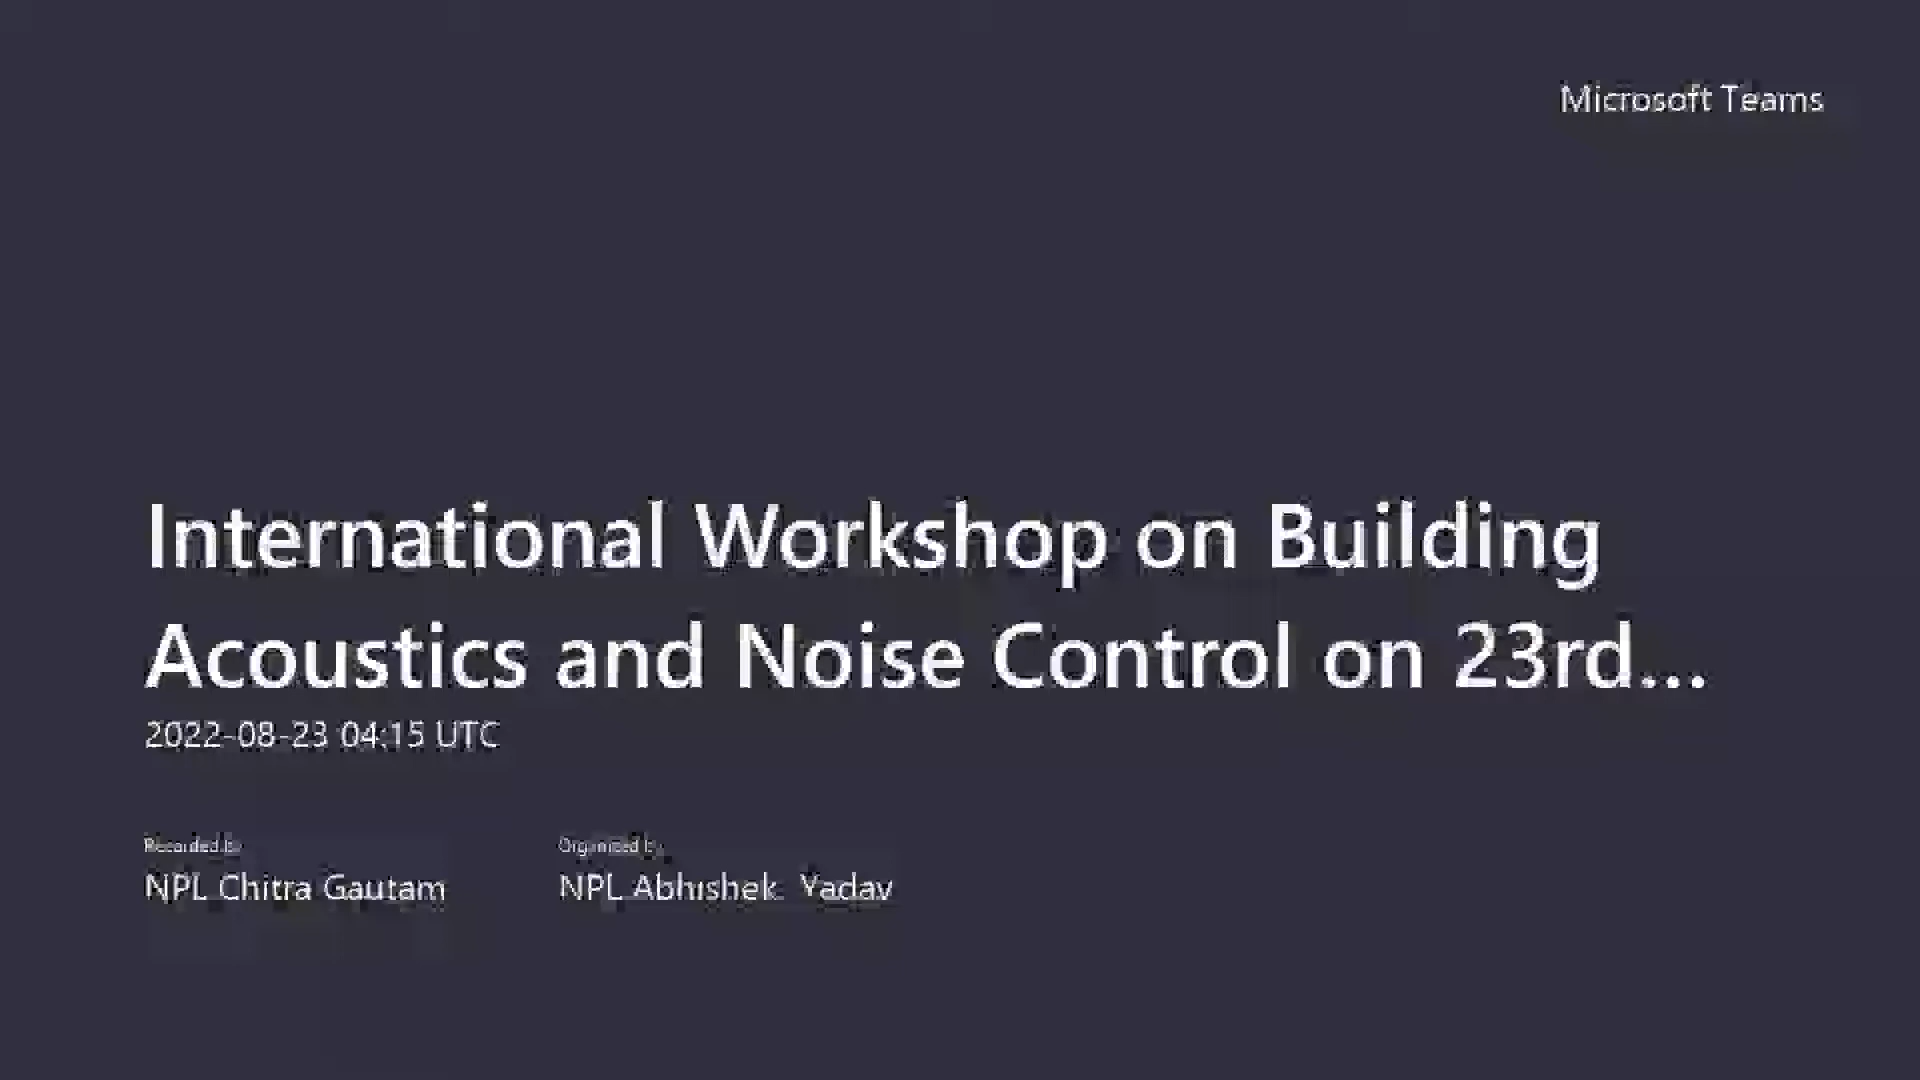 Microsoft Teams
International Workshop on Building
Acoustics and Noise Control on 23rd...
2022-08-23 04:15 UTC
Recorded by
Organized by
NPL Chitra Gautam
NPL Abhishek Yadav